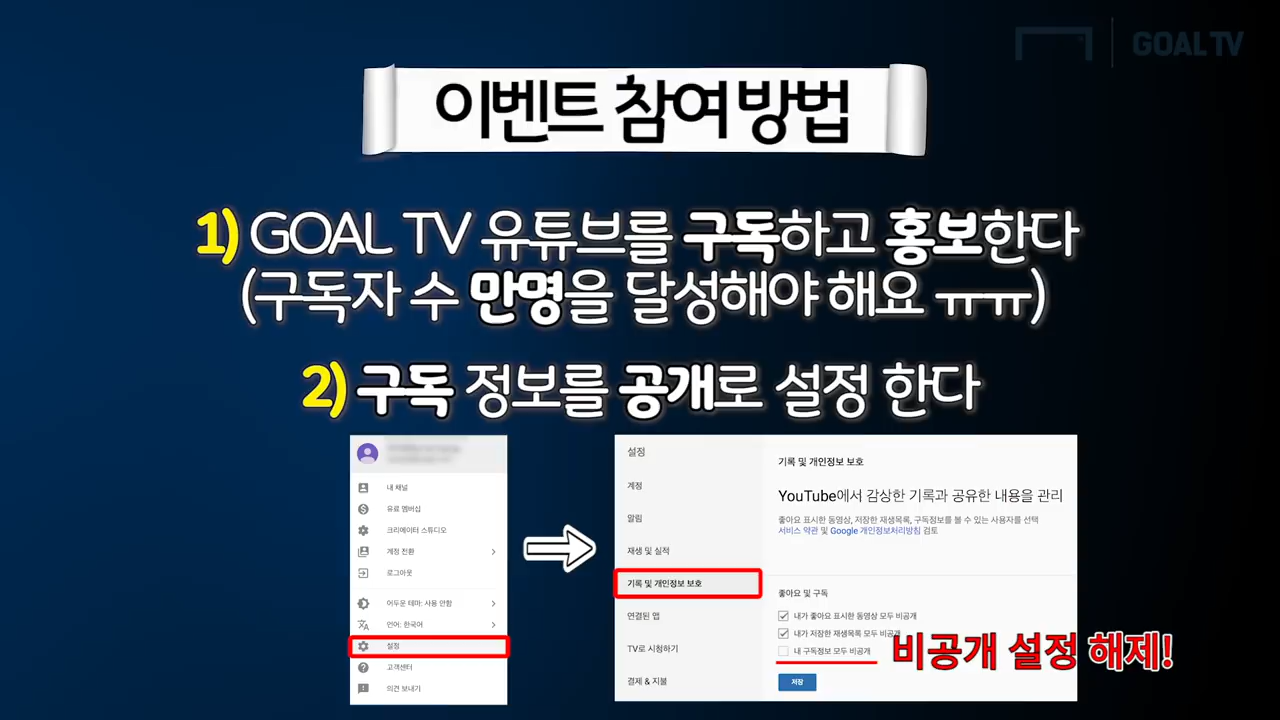 GOAL TV
이벤트 참여 방법
1) GOAL TV 유튜브를 구독하고 홍보한다
(구독자 수 만명을 달성해야 해요 ㅠㅠ)
2) 구독 정보를 공개로 설정 한다
내 채널
유료 멤버십
크리에이터 스튜디오
계정 전환
로그아웃
어두운 테마: 사용 안함
언어: 한국어
설정
고객센터
의견 보내기
설정
계정
알림
재생 및 실적
기록 및 개인정보 보호
연결된 앱
TV로 시청하기
결제 & 지불
기록 및 개인정보 보호
YouTube에서 감상한 기록과 공유한 내용을 관리
좋아요 표시한 동영상, 저장한 재생목록, 구독정보를 볼 수 있는 사용자를 선택
서비스 약관 및 Google 개인정보처리방침 검토
좋아요 및 구독
내가 좋아요 표시한 동영상 모두 비공개
내가 저장한 재생목록 모두 비공개
내 구독정보 모두 비공개
비공개 설정 해제!
저장